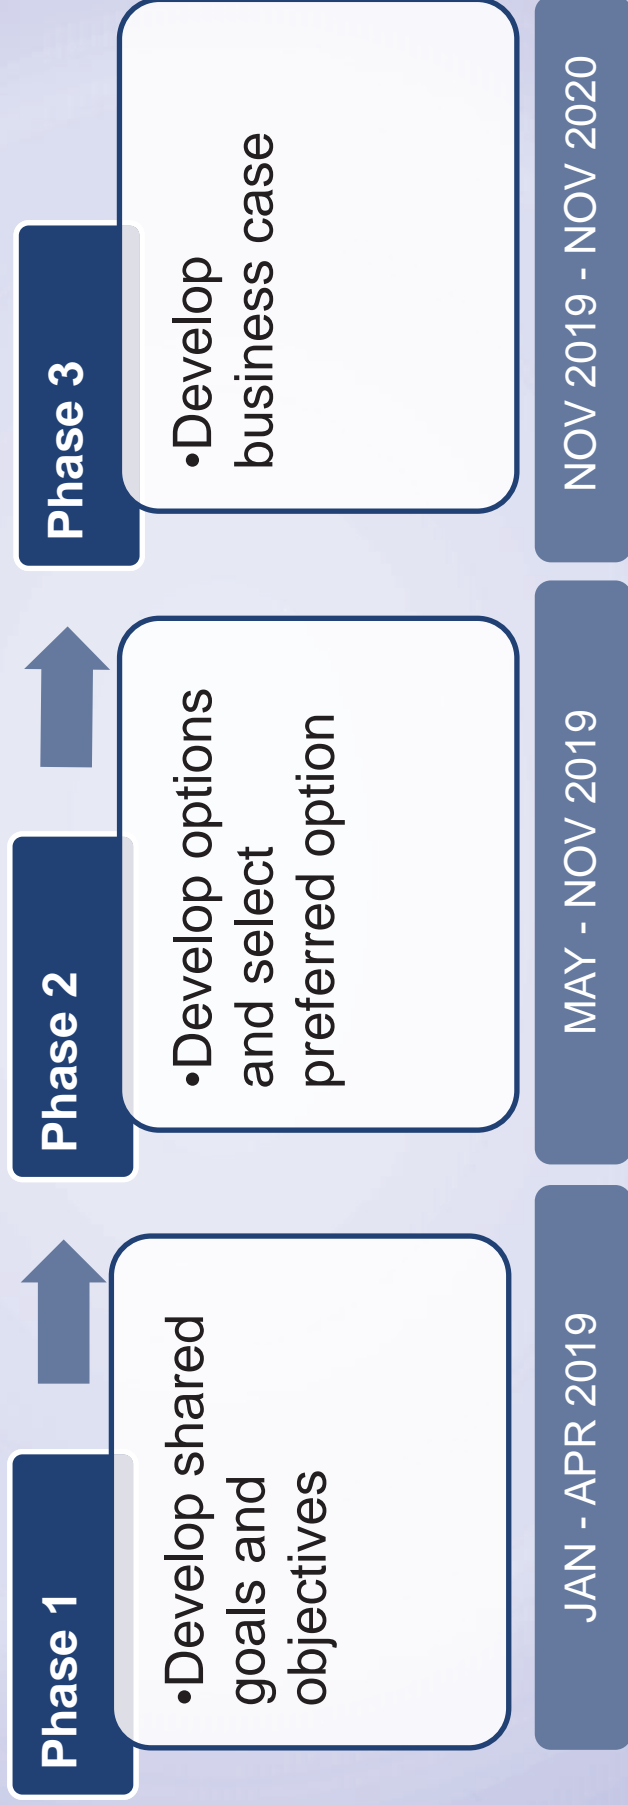 Phase 1
•Develop shared
goals and
objectives
JAN - APR 2019
Phase 2
•Develop options
and select
preferred option
MAY - NOV 2019
Phase 3
•Develop
business case
NOV 2019 - NOV 2020